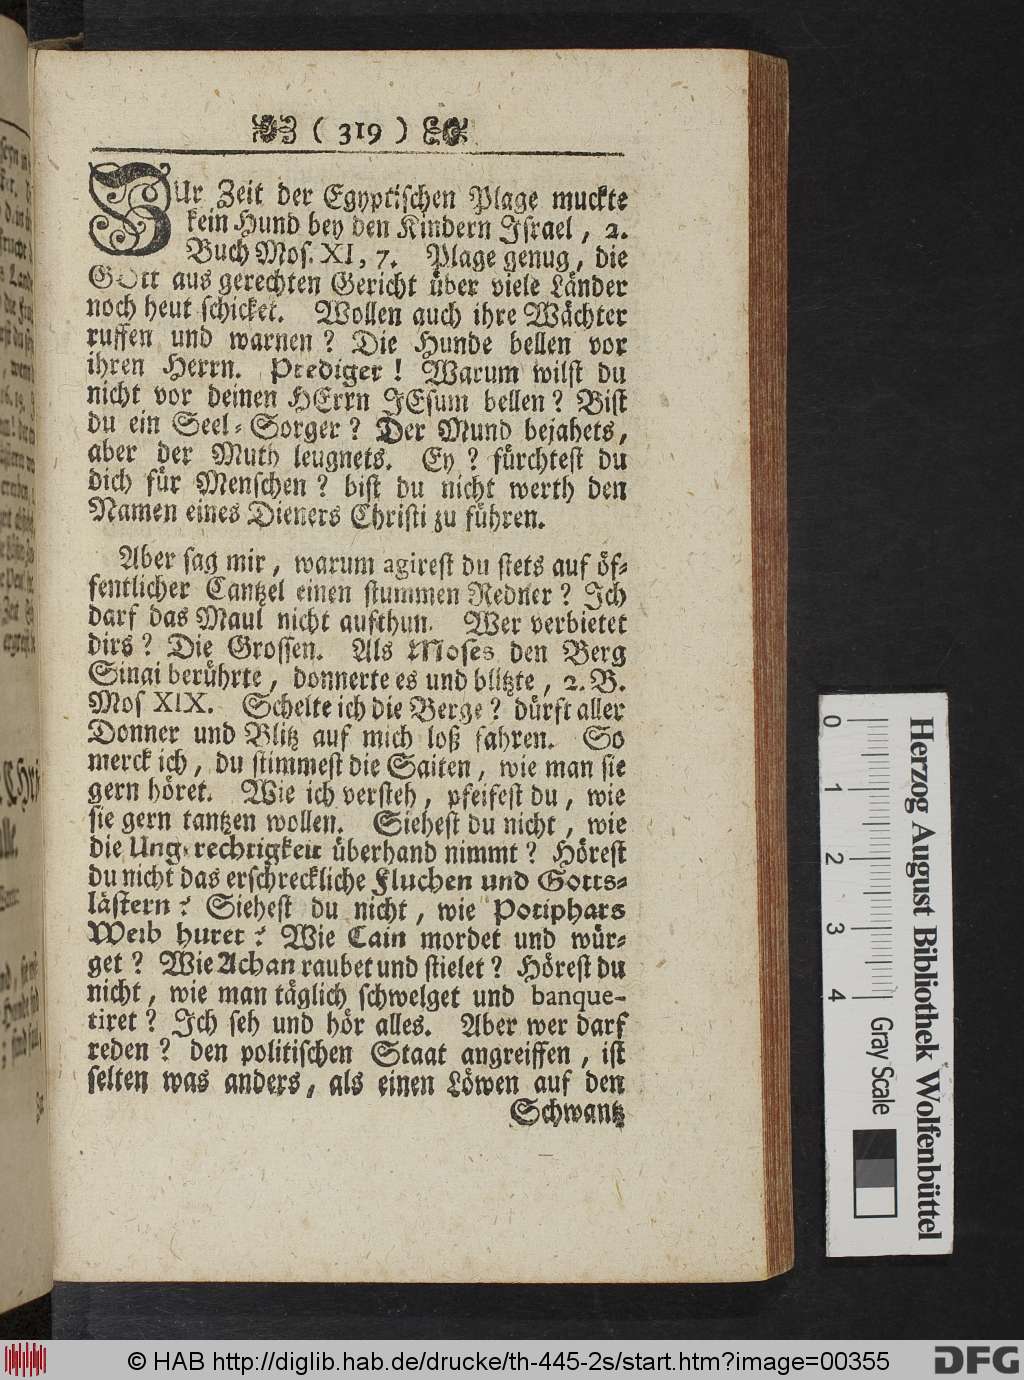 ( 319 )
ZUr Zeit der Egyptischen Plage muckte
kein Hund bey den Kindern Israel, 2.
Buch Mos. XI, 7. Plage genug, die
GOtt aus gerechten Gericht über viele Länder
noch heut schicket. Wollen auch ihre Wächter
ruffen und warnen? Die Hunde bellen vor
ihren Herrn. Prediger! Warum wilst du
nicht vor deinen HErrn JEsum bellen? Bist
du ein Seel-Sorger? Der Mund bejahets,
aber der Muth leugnets. Ey? fürchtest du
dich für Menschen? bist du nicht werth den
Namen eines Dieners Christi zu führen.
Aber sag mir, warum agirest du stets auf öf-
fentlicher Cantzel einen stummen Redner? Ich
darf das Maul nicht aufthun. Wer verbietet
dirs? Die Grossen. Als Moses den Berg
Sinai berührte, donnerte es und blitzte, 2. B.
Mos XIX. Schelte ich die Berge? dürft aller
Donner und Blitz auf mich loß fahren. So
merck ich, du stimmest die Saiten, wie man sie
gern höret. Wie ich versteh, pfeifest du, wie
sie gern tantzen wollen. Siehest du nicht, wie
die Ungerechtigkeit überhand nimmt? Hörest
du nicht das erschreckliche Fluchen und Gotts-
lästern? Siehest du nicht, wie Potiphars
Weib huret? Wie Cain mordet und wür-
get? Wie Achan raubet und stielet? Hörest du
nicht, wie man täglich schwelget und banque-
tiret? Ich seh und hör alles. Aber wer darf
reden? den politischen Staat angreiffen, ist
selten was anders, als einen Löwen auf den
Schwantz
0
1
2
3
4
Gray Scale
Herzog August Bibliothek Wolfenbüttel
© HAB http://diglib.hab.de/drucke/th-445-2s/start.htm?image=00355
DFG